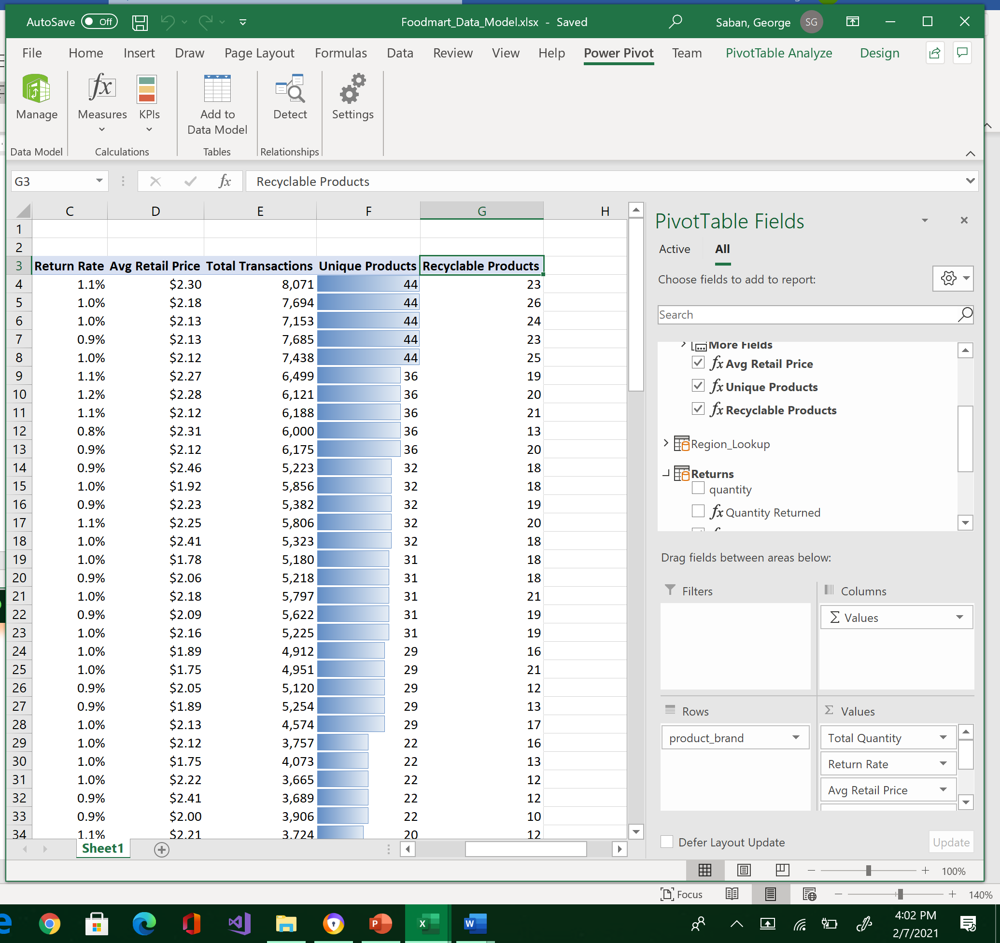 AutoSave Off Foodmart_Data_Model.xlsx - Saved Saban, George SG
File Home Insert Draw Page Layout Formulas Data Review View Help Power Pivot Team PivotTable Analyze Design
Manage Measures KPIs Add to Data Model Detect Settings
Data Model Calculations Tables Relationships
G3 fx Recyclable Products
C D E F G H
1
2
3 Return Rate Avg Retail Price Total Transactions Unique Products Recyclable Products
4 1.1% $2.30 8,071 44 23
5 1.0% $2.18 7,694 44 26
6 1.0% $2.13 7,153 44 24
7 0.9% $2.13 7,685 44 23
8 1.0% $2.12 7,438 44 25
9 1.1% $2.27 6,499 36 19
10 1.2% $2.28 6,121 36 20
11 1.1% $2.12 6,188 36 21
12 0.8% $2.31 6,000 36 13
13 0.9% $2.12 6,175 36 20
14 0.9% $2.46 5,223 32 18
15 1.0% $1.92 5,856 32 18
16 0.9% $2.23 5,382 32 19
17 1.1% $2.25 5,806 32 20
18 1.0% $2.41 5,323 32 18
19 1.0% $1.78 5,180 31 18
20 0.9% $2.06 5,218 31 18
21 1.0% $2.18 5,797 31 21
22 0.9% $2.09 5,622 31 19
23 1.0% $2.16 5,225 31 19
24 1.0% $1.89 4,912 29 16
25 1.0% $1.75 4,951 29 21
26 0.9% $2.05 5,120 29 12
27 0.9% $1.89 5,254 29 13
28 1.0% $2.13 4,574 29 17
29 1.0% $2.12 3,757 22 16
30 1.0% $1.75 4,073 22 13
31 1.0% $2.22 3,665 22 12
32 0.9% $2.41 3,689 22 12
33 0.9% $2.00 3,906 22 10
34 1.1% $2.21 3,724 20 12
Sheet1
PivotTable Fields
Active All
Choose fields to add to report:
Search
More Fields
fx Avg Retail Price
fx Unique Products
fx Recyclable Products
Region_Lookup
Returns
quantity
fx Quantity Returned
Drag fields between areas below:
Filters
Columns
Σ Values
Rows
product_brand
Σ Values
Total Quantity
Return Rate
Avg Retail Price
Defer Layout Update Update
100%
Focus 140%
P X W
4:02 PM
2/7/2021